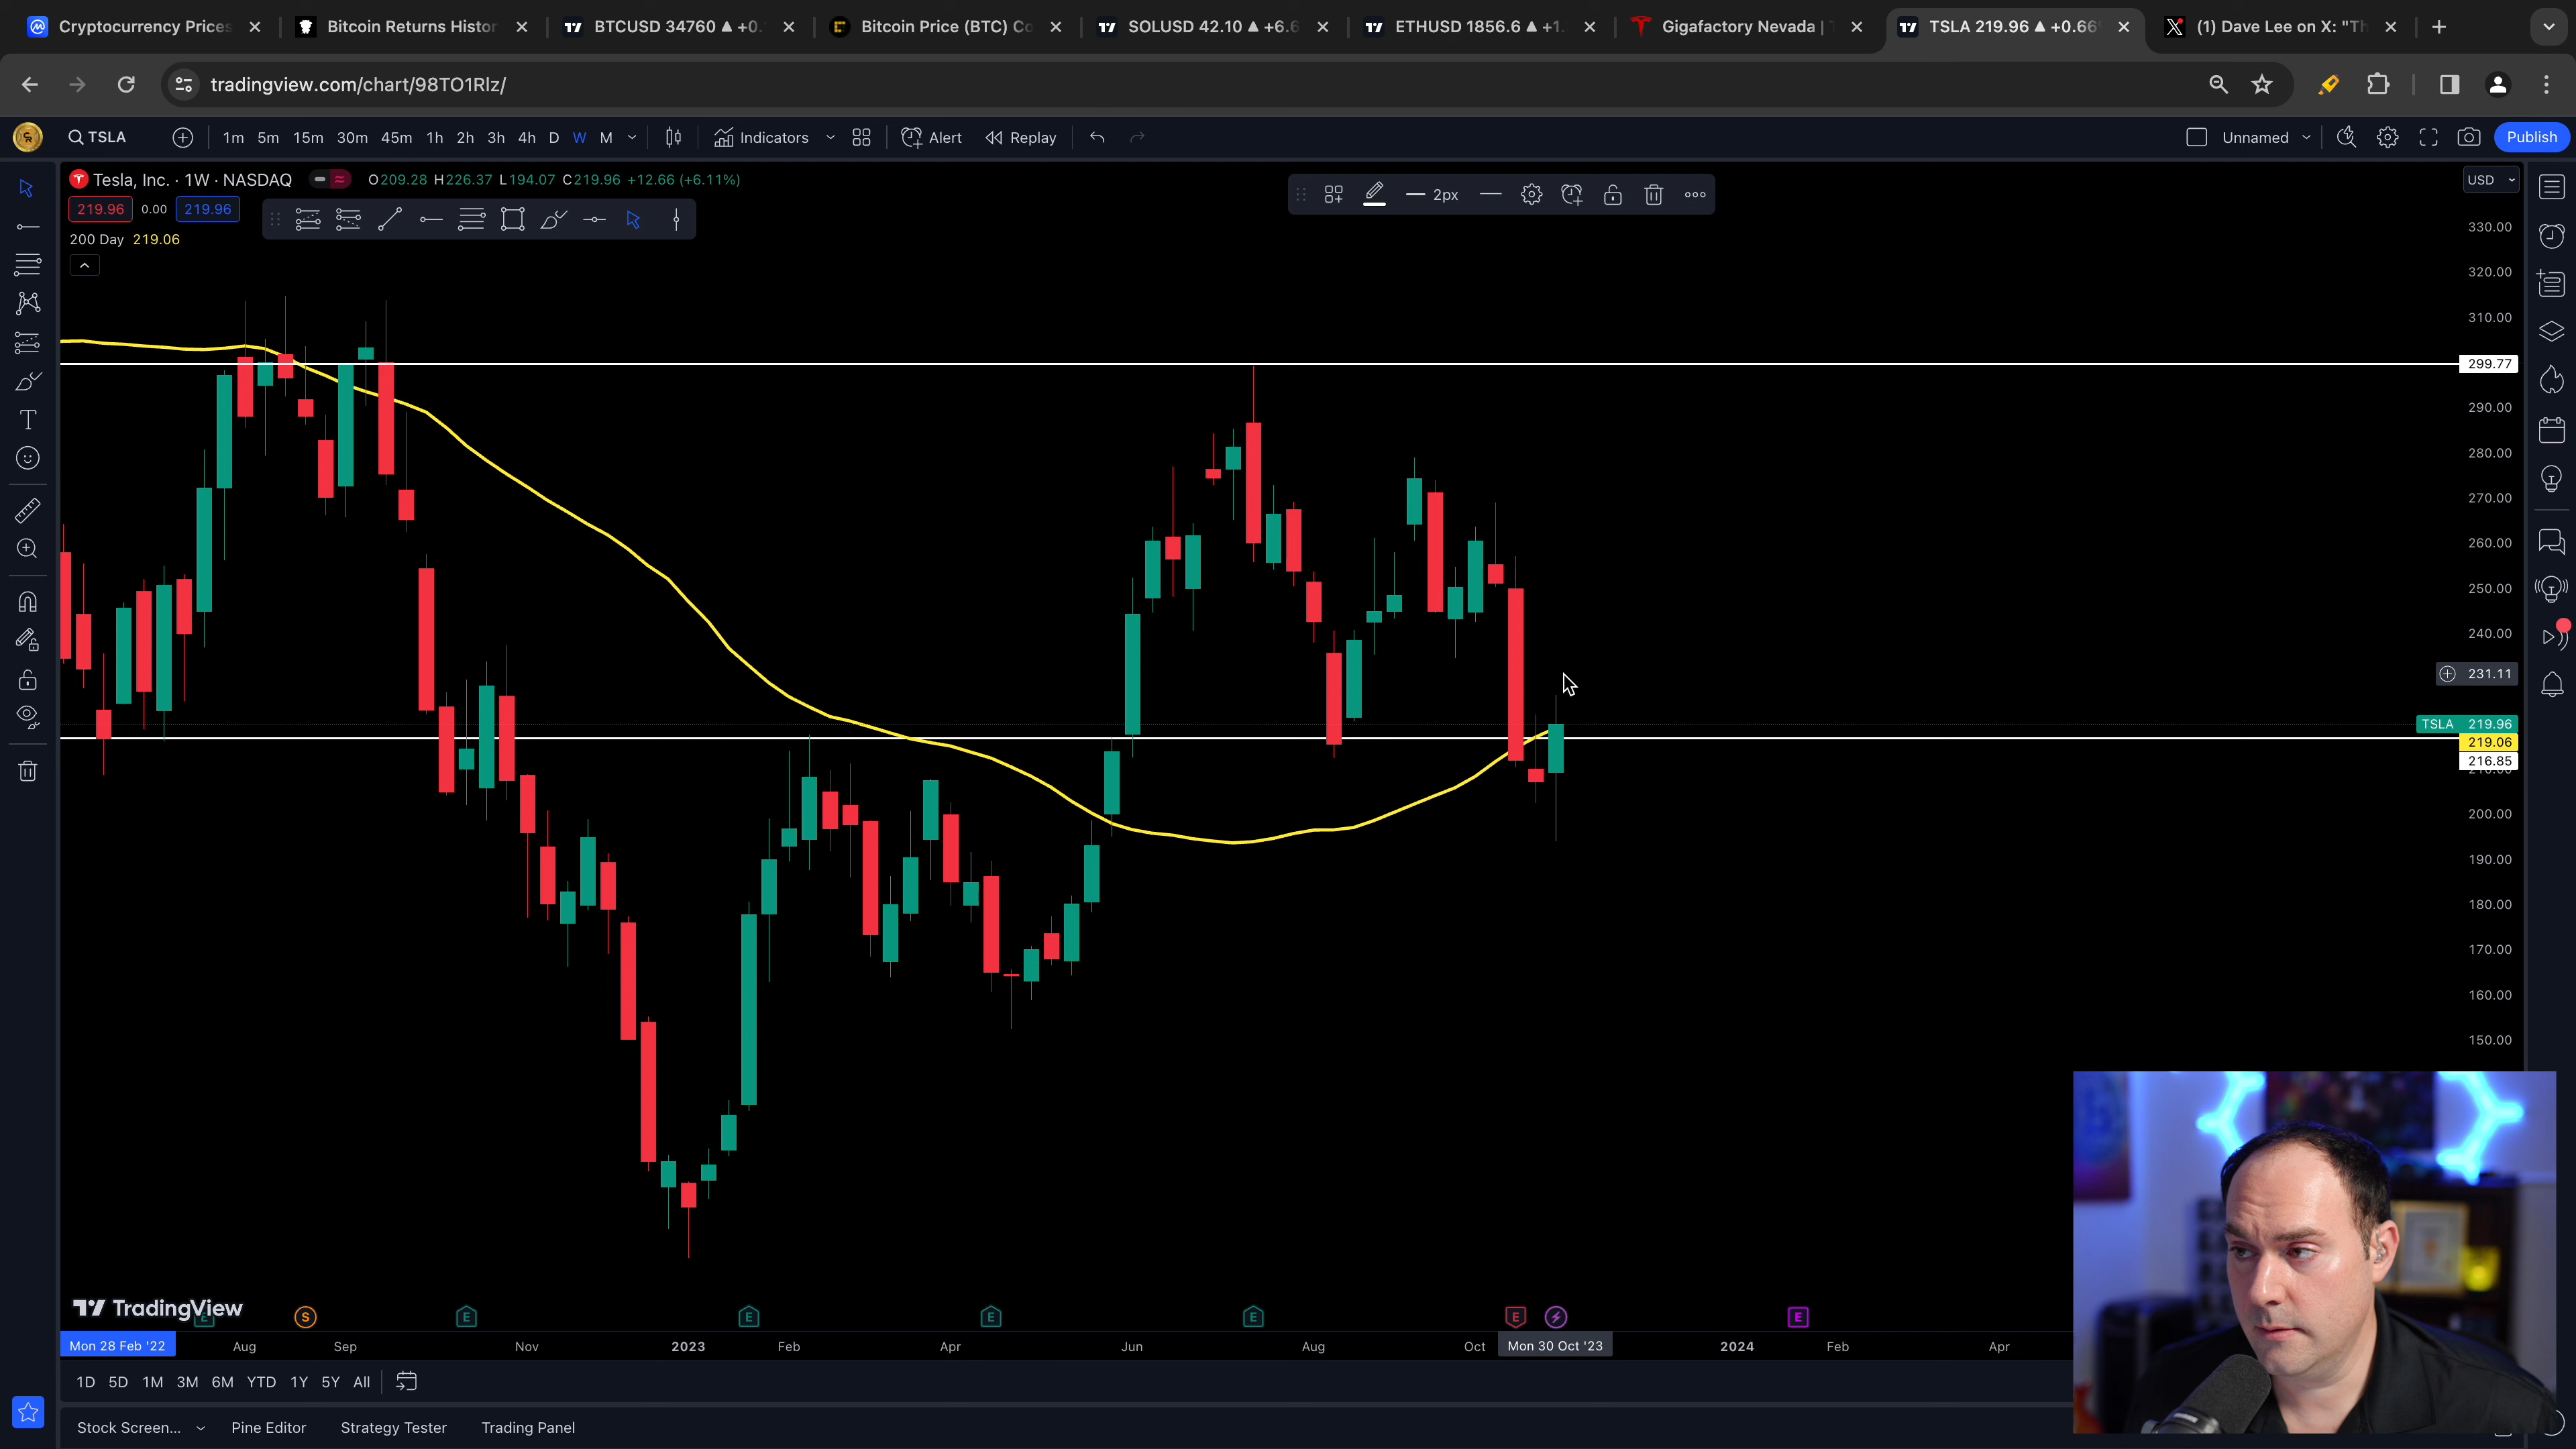 Cryptocurrency Prices
Bitcoin Returns Histor
BTCUSD 34760 ▲ +0.
Bitcoin Price (BTC) Co
SOLUSD 42.10 ▲ +6.6
ETHUSD 1856.6 ▲ +1.
Gigafactory Nevada | T
TSLA 219.96 ▲ +0.66
(1) Dave Lee on X: "Th
tradingview.com/chart/98TO1RIz/
TSLA
1m 5m 15m 30m 45m 1h 2h 3h 4h D W M
Indicators
Alert
Replay
Unnamed
Publish
Tesla, Inc. · 1W · NASDAQ
O209.28 H226.37 L194.07 C219.96 +12.66 (+6.11%)
219.96 0.00 219.96
200 Day 219.06
2px
USD
330.00
320.00
310.00
299.77
290.00
280.00
270.00
260.00
250.00
240.00
231.11
TSLA 219.96
219.06
216.85
200.00
190.00
180.00
170.00
160.00
150.00
TradingView
E
S
E
E
E
E
E
E
Mon 28 Feb '22
Aug
Sep
Nov
2023
Feb
Apr
Jun
Aug
Oct
Mon 30 Oct '23
2024
Feb
Apr
1D 5D 1M 3M 6M YTD 1Y 5Y All
Stock Screen...
Pine Editor
Strategy Tester
Trading Panel